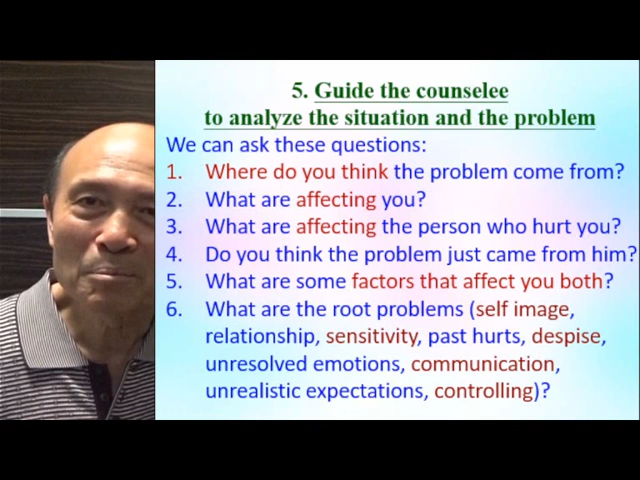 5. Guide the counselee
to analyze the situation and the problem
We can ask these questions:
1. Where do you think the problem come from?
2. What are affecting you?
3. What are affecting the person who hurt you?
4. Do you think the problem just came from him?
5. What are some factors that affect you both?
6. What are the root problems (self image,
relationship, sensitivity, past hurts, despise,
unresolved emotions, communication,
unrealistic expectations, controlling)?